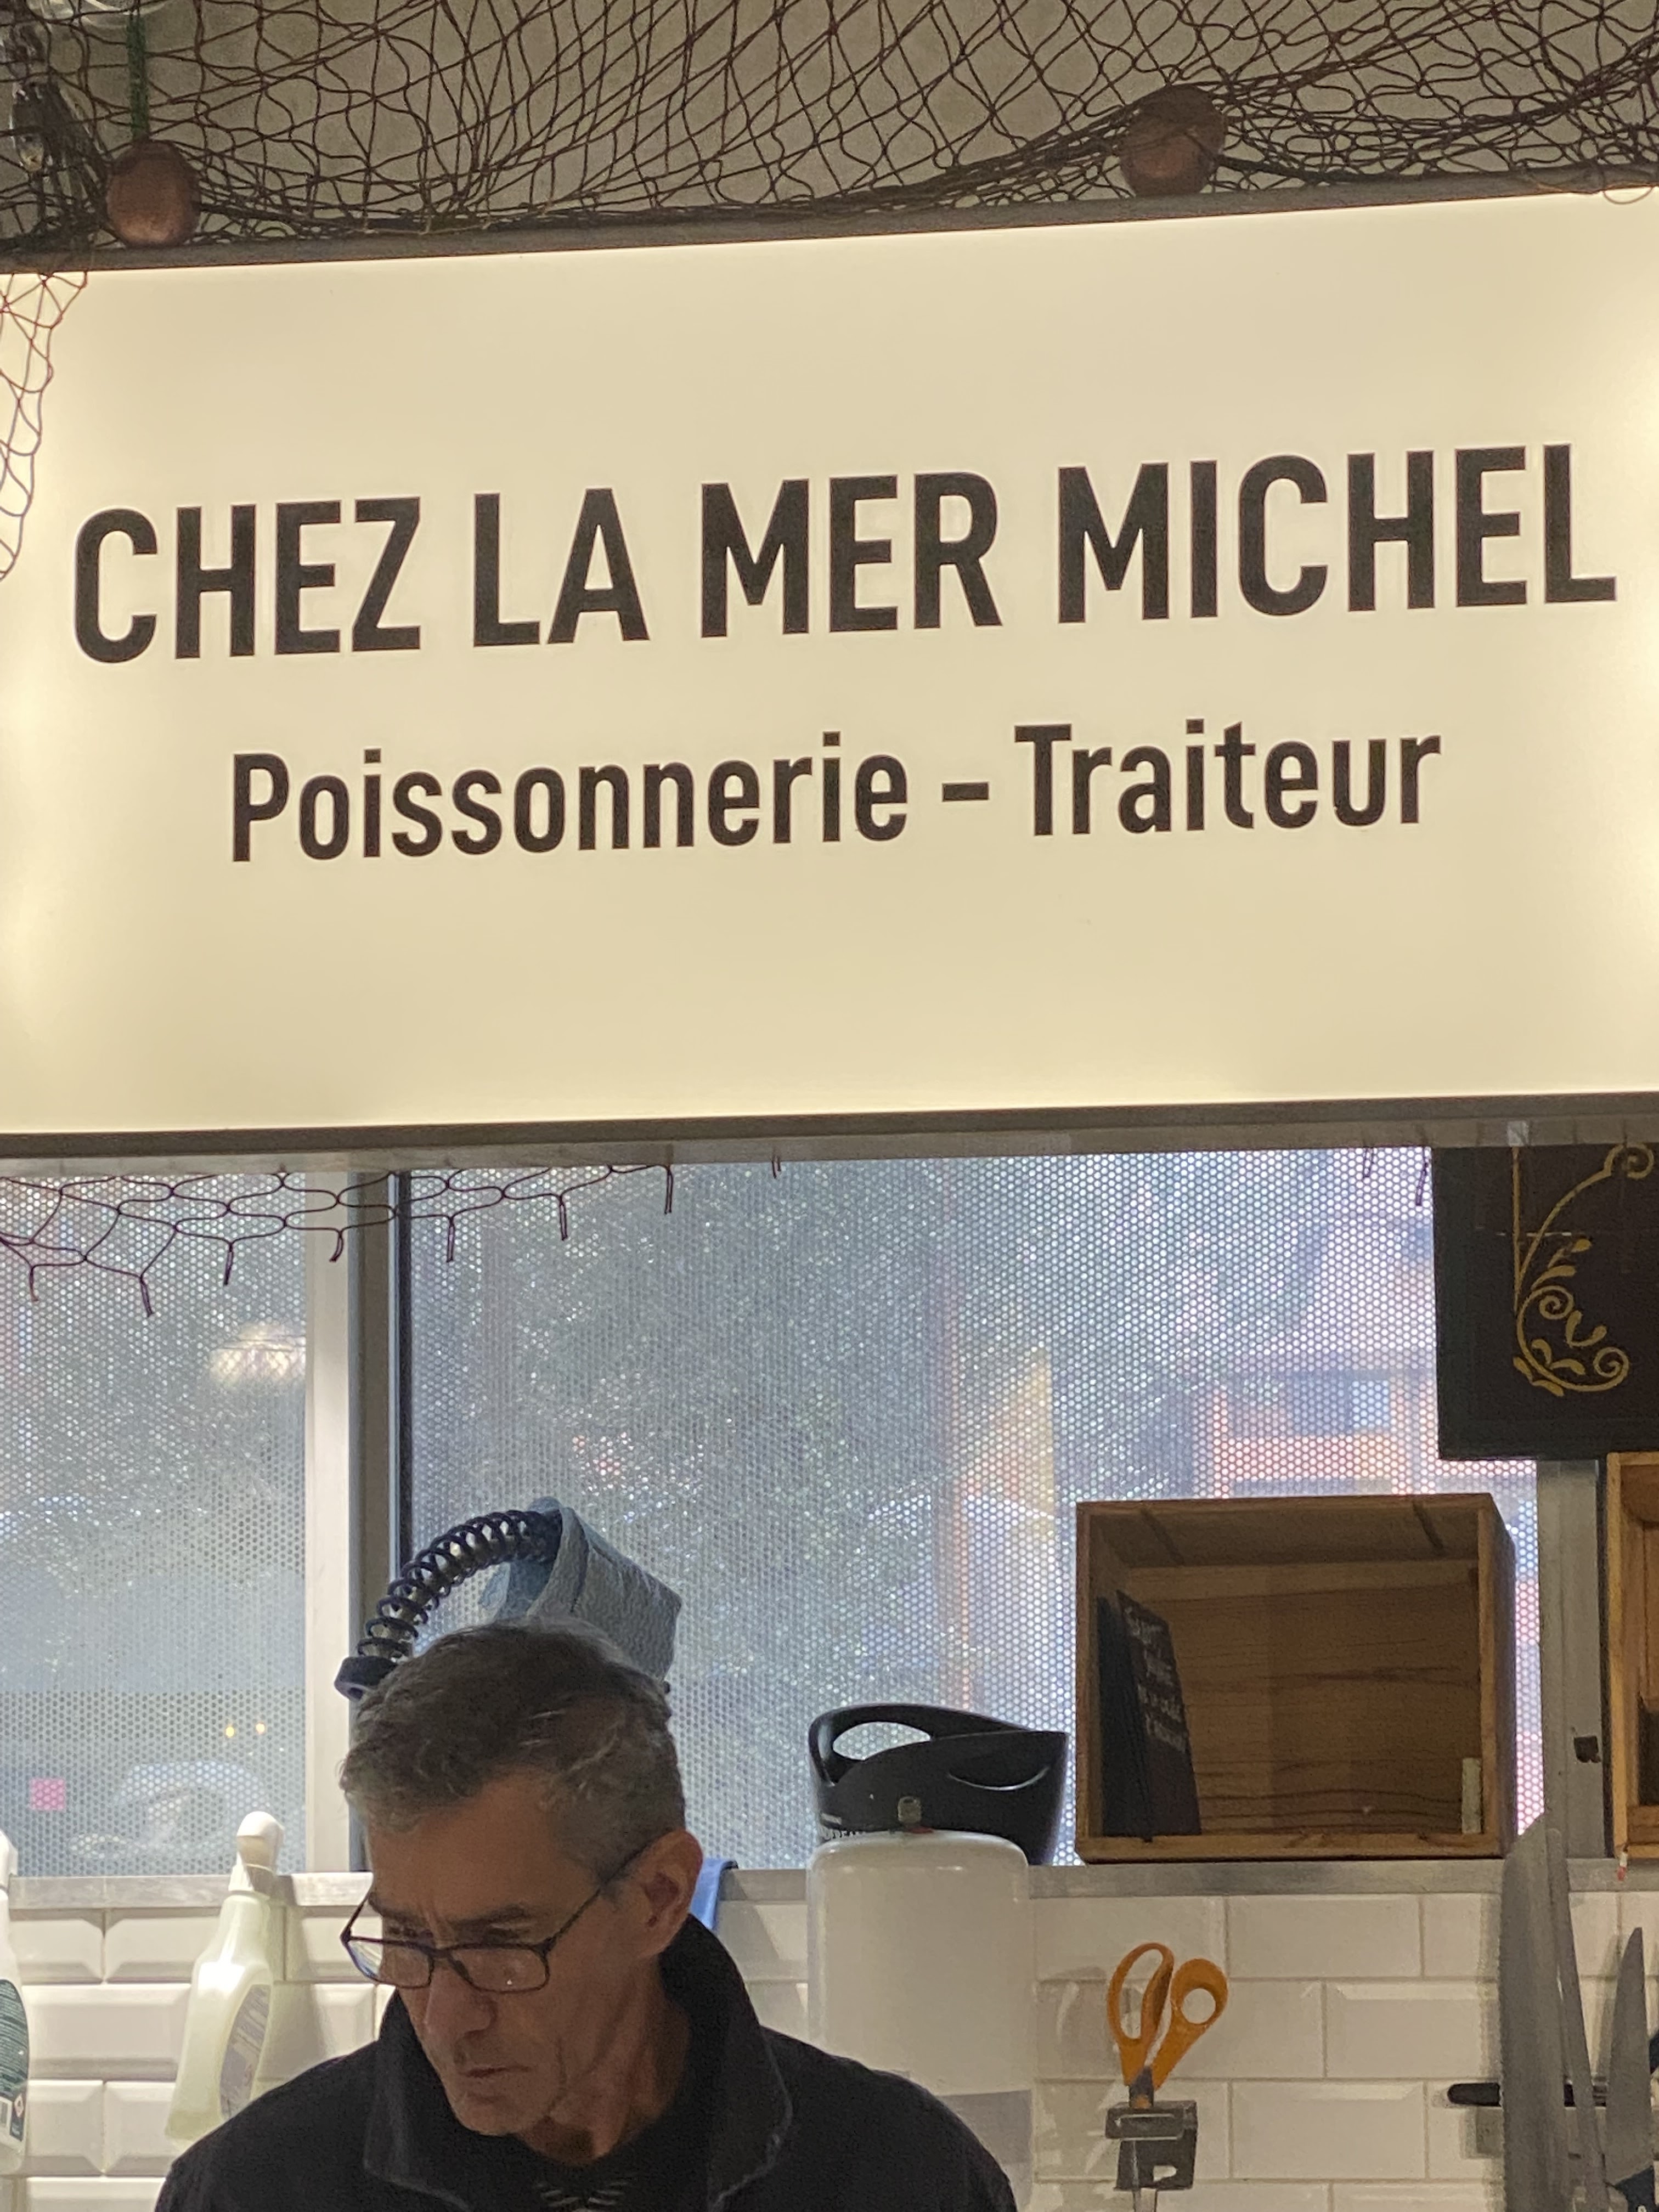 CHEZ LA MER MICHEL
Poissonnerie - Traiteur